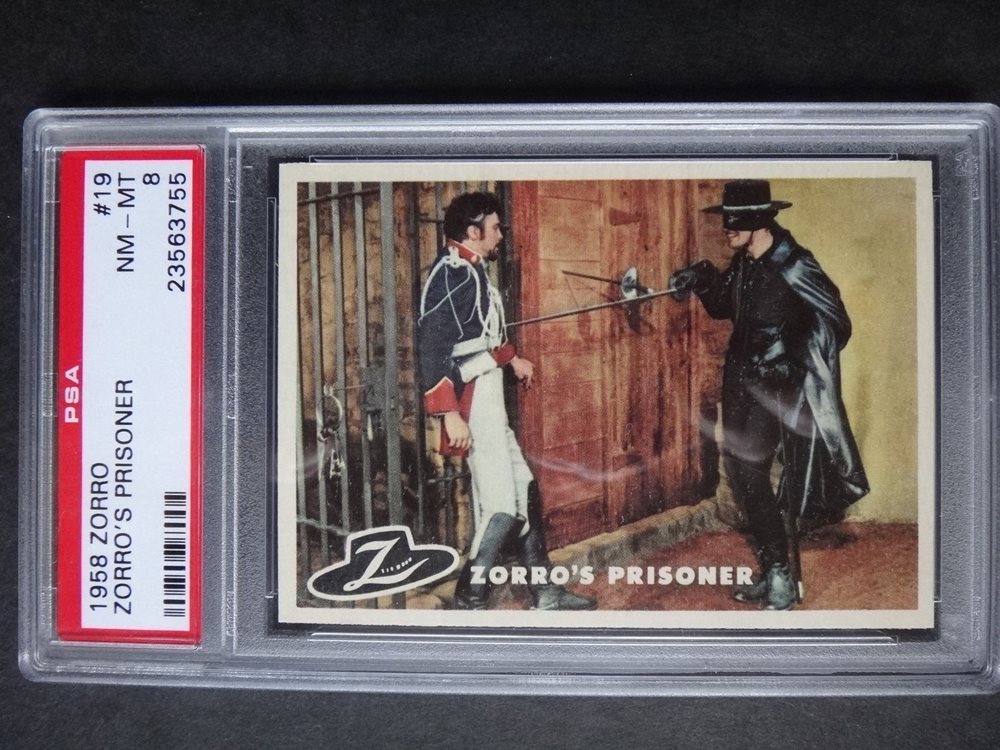 1958 ZORRO #19
ZORRO'S PRISONER NM - MT
8
PSA 23563755
Z
ZORRO'S PRISONER